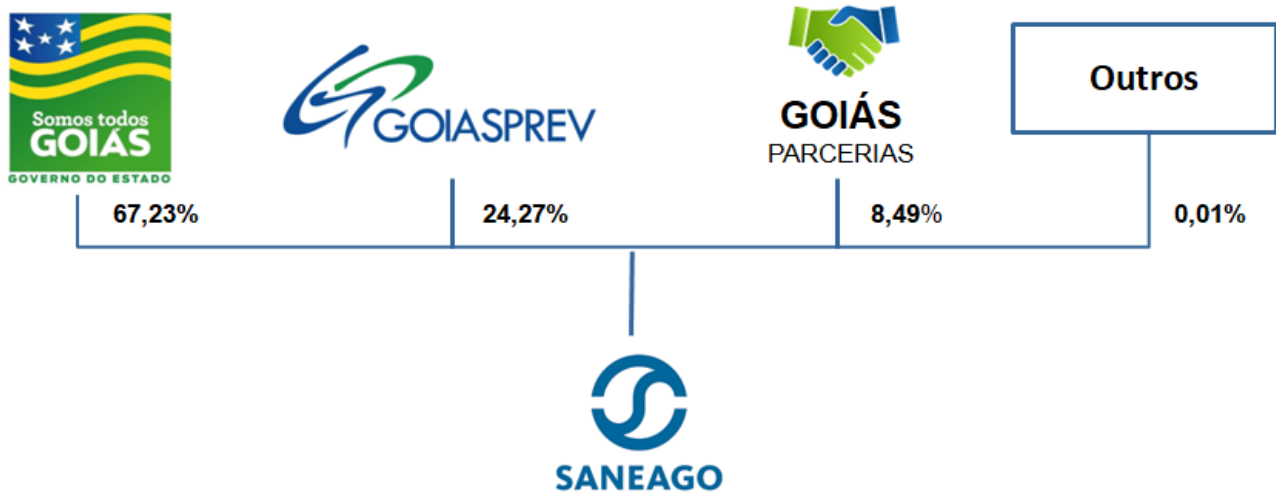 Somos todos
GOIÁS
GOVERNO DO ESTADO
GOIASPREV
GOIÁS
PARCERIAS
Outros
67,23%
24,27%
8,49%
0,01%
SANEAGO